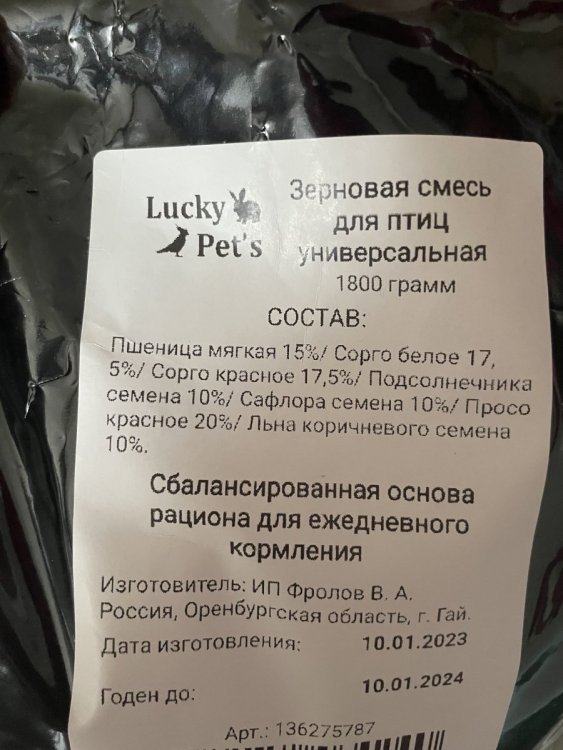 Lucky
Pet's
Зерновая смесь
для птиц
универсальная
1800 грамм
СОСТАВ:
Пшеница мягкая 15%/ Сорго белое 17,
5%/ Сорго красное 17,5%/ Подсолнечника
семена 10%/ Сафлора семена 10%/ Просо
красное 20%/ Льна коричневого семена
10%.
Сбалансированная основа
рациона для ежедневного
кормления
Изготовитель: ИП Фролов В. А.
Россия, Оренбургская область, г. Гай.
Дата изготовления: 10.01.2023
Годен до: 10.01.2024
Арт.: 136275787